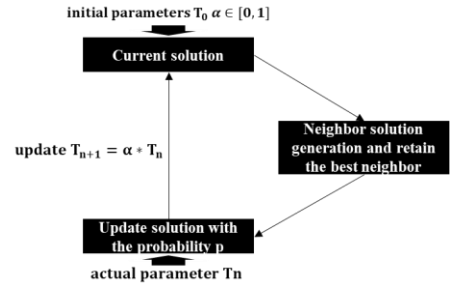 initial parameters T₀ α ∈ [0, 1]
Current solution
Neighbor solution
generation and retain
the best neighbor
update Tₙ₊₁ = α * Tₙ
Update solution with
the probability p
actual parameter Tn